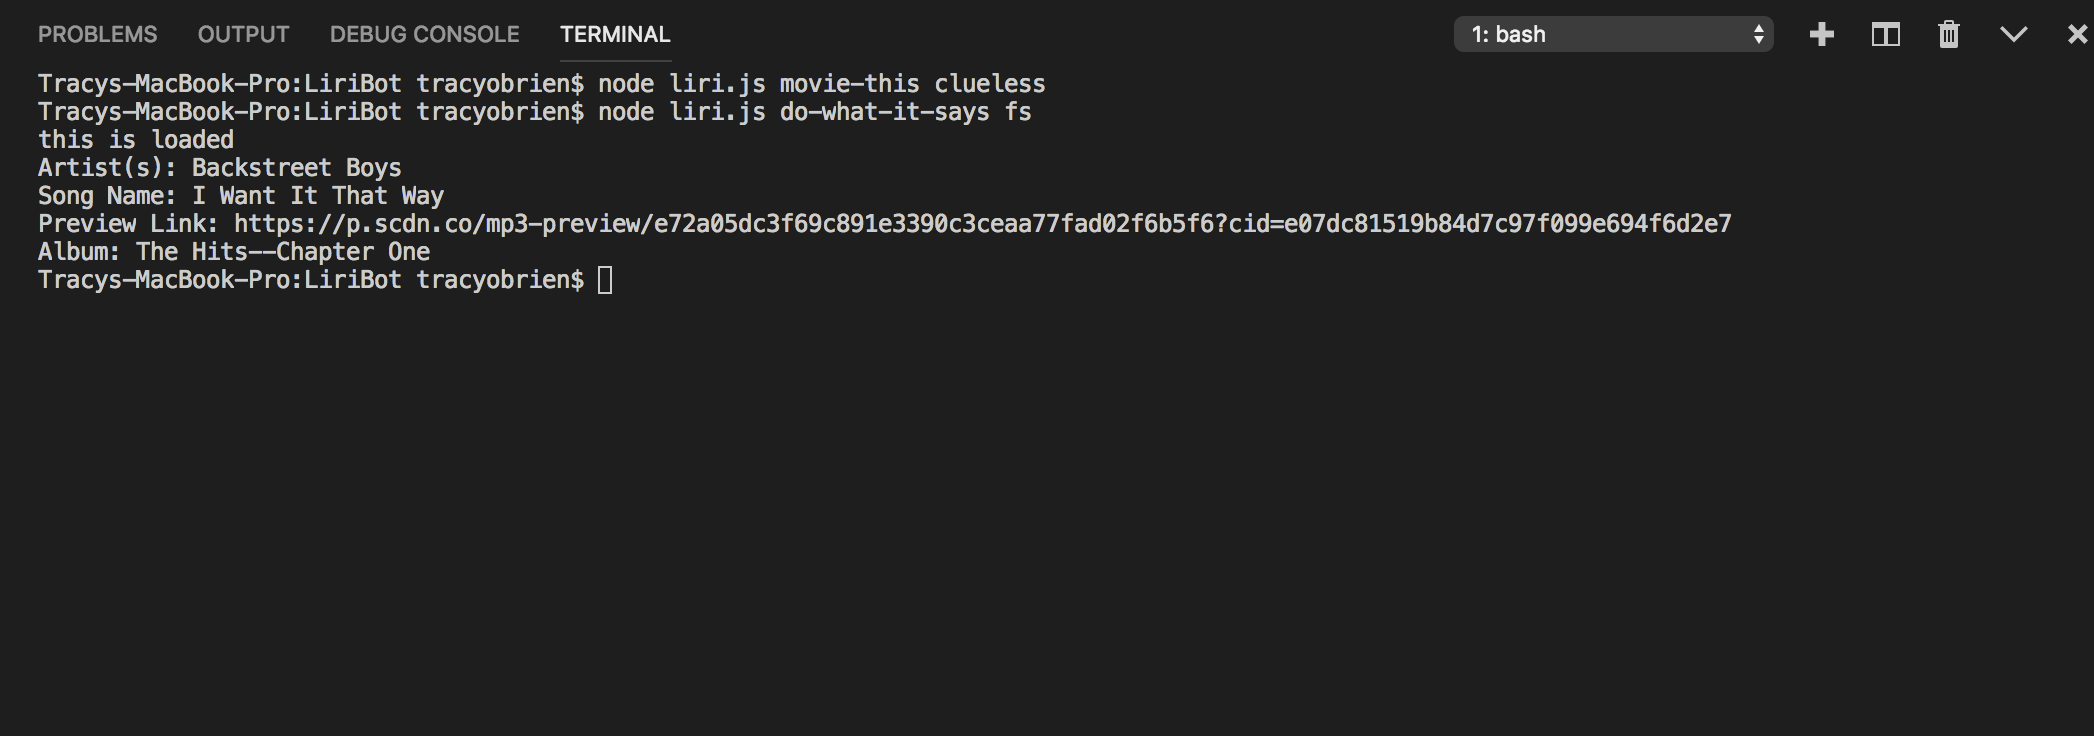 PROBLEMS OUTPUT DEBUG CONSOLE TERMINAL 1: bash
Tracys-MacBook-Pro:LiriBot tracyobrien$ node liri.js movie-this clueless
Tracys-MacBook-Pro:LiriBot tracyobrien$ node liri.js do-what-it-says fs
this is loaded
Artist(s): Backstreet Boys
Song Name: I Want It That Way
Preview Link: https://p.scdn.co/mp3-preview/e72a05dc3f69c891e3390c3ceaa77fad02f6b5f6?cid=e07dc81519b84d7c97f099e694f6d2e7
Album: The Hits--Chapter One
Tracys-MacBook-Pro:LiriBot tracyobrien$